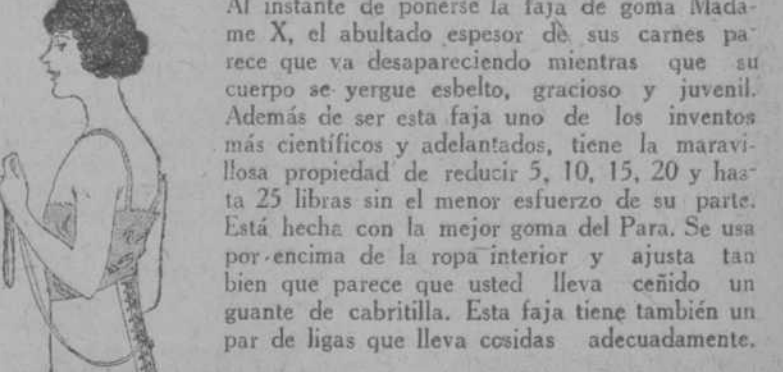 Al instante de ponerse la faja de goma Mada-
me X, el abultado espesor de sus carnes pa-
rece que va desapareciendo mientras que su
cuerpo se yergue esbelto, gracioso y juvenil.
Además de ser esta faja uno de los inventos
más científicos y adelantados, tiene la maravi-
llosa propiedad de reducir 5, 10, 15, 20 y has-
ta 25 libras sin el menor esfuerzo de su parte.
Está hecha con la mejor goma del Para. Se usa
por encima de la ropa interior y ajusta tan
bien que parece que usted lleva ceñido un
guante de cabritilla. Esta faja tiene también un
par de ligas que lleva cosidas adecuadamente.